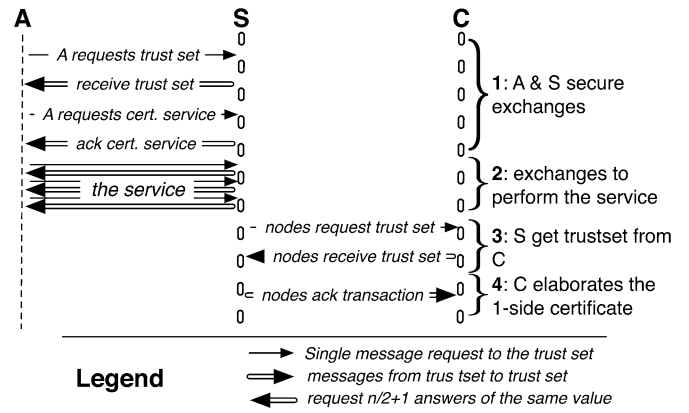 A S C
A requests trust set
receive trust set
A requests cert. service
ack cert. service
the service
nodes request trust set
nodes receive trust set
nodes ack transaction
1: A & S secure
exchanges
2: exchanges to
perform the service
3: S get trustset from
C
4: C elaborates the
1-side certificate
Legend
Single message request to the trust set
messages from trus tset to trust set
request n/2+1 answers of the same value